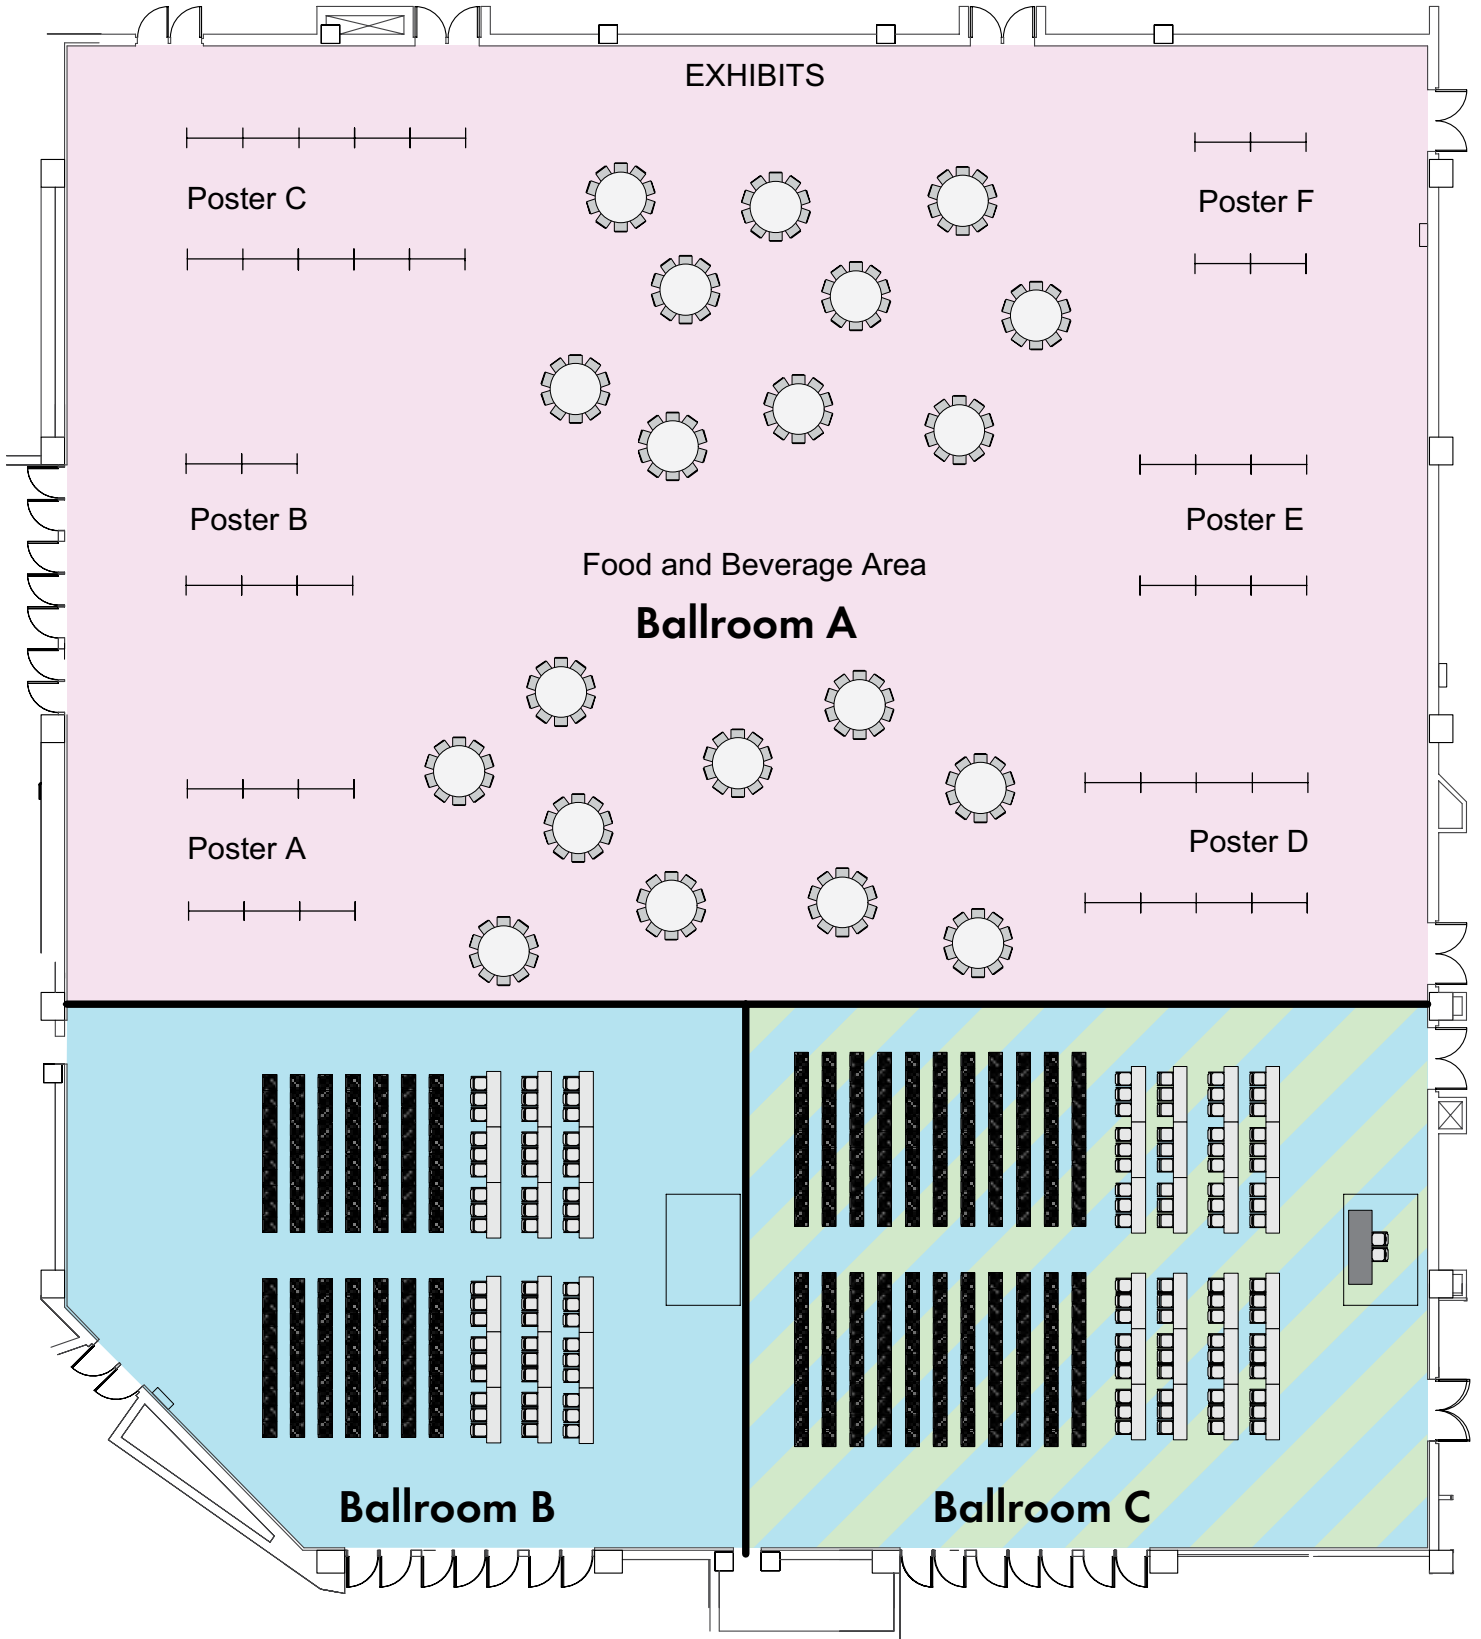 EXHIBITS
Poster C
Poster F
Poster B
Poster E
Food and Beverage Area
Ballroom A
Poster A
Poster D
Ballroom B
Ballroom C